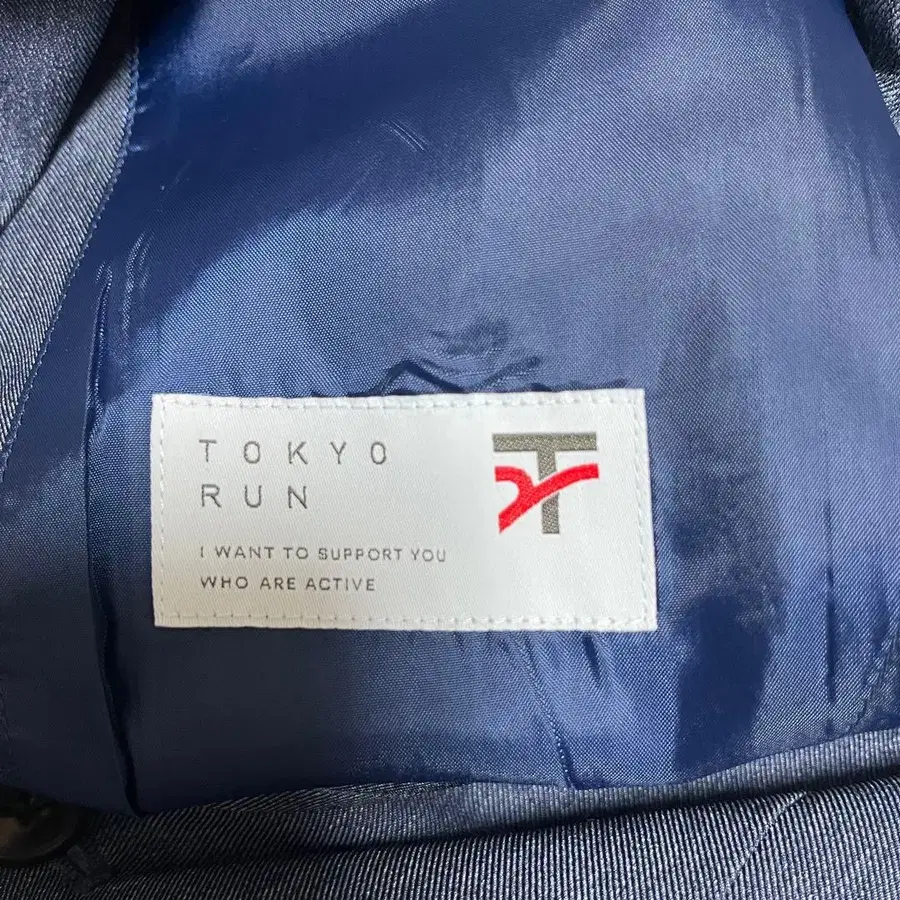 TOKYO
RUN
I WANT TO SUPPORT YOU
WHO ARE ACTIVE